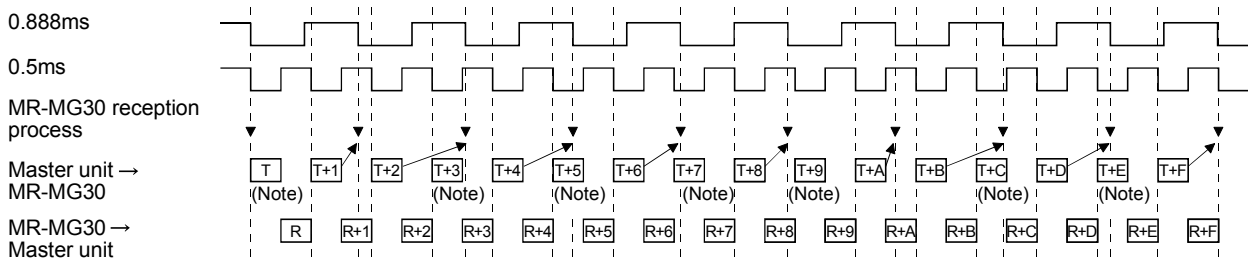 0.888ms
0.5ms
MR-MG30 reception
process
Master unit →
MR-MG30
T T+1 T+2 T+3 T+4 T+5 T+6 T+7 T+8 T+9 T+A T+B T+C T+D T+E T+F
(Note) (Note) (Note) (Note) (Note) (Note) (Note)
MR-MG30 →
Master unit
R R+1 R+2 R+3 R+4 R+5 R+6 R+7 R+8 R+9 R+A R+B R+C R+D R+E R+F